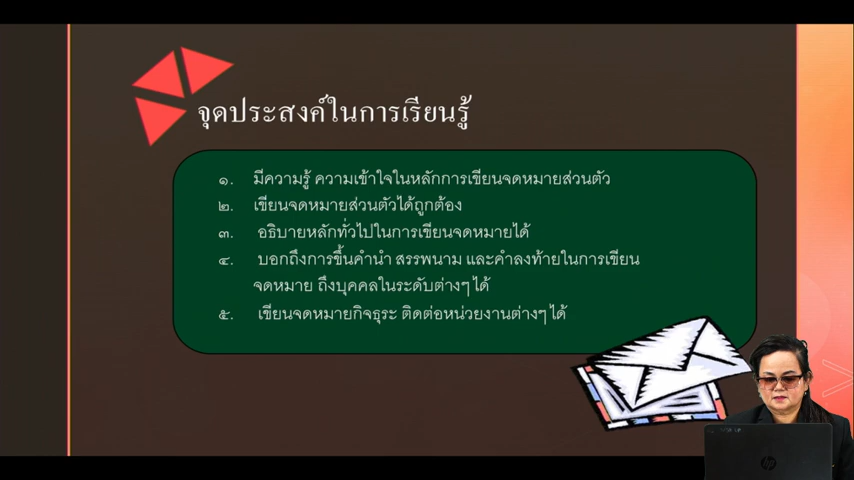 จุดประสงค์ในการเรียนรู้
๑. มีความรู้ ความเข้าใจในหลักการเขียนจดหมายส่วนตัว
๒. เขียนจดหมายส่วนตัวได้ถูกต้อง
๓. อธิบายหลักทั่วไปในการเขียนจดหมายได้
๔. บอกถึงการขึ้นคำนำ สรรพนาม และคำลงท้ายในการเขียน
จดหมาย ถึงบุคคลในระดับต่างๆ ได้
๕. เขียนจดหมายกิจธุระ ติดต่อหน่วยงานต่างๆ ได้
hp